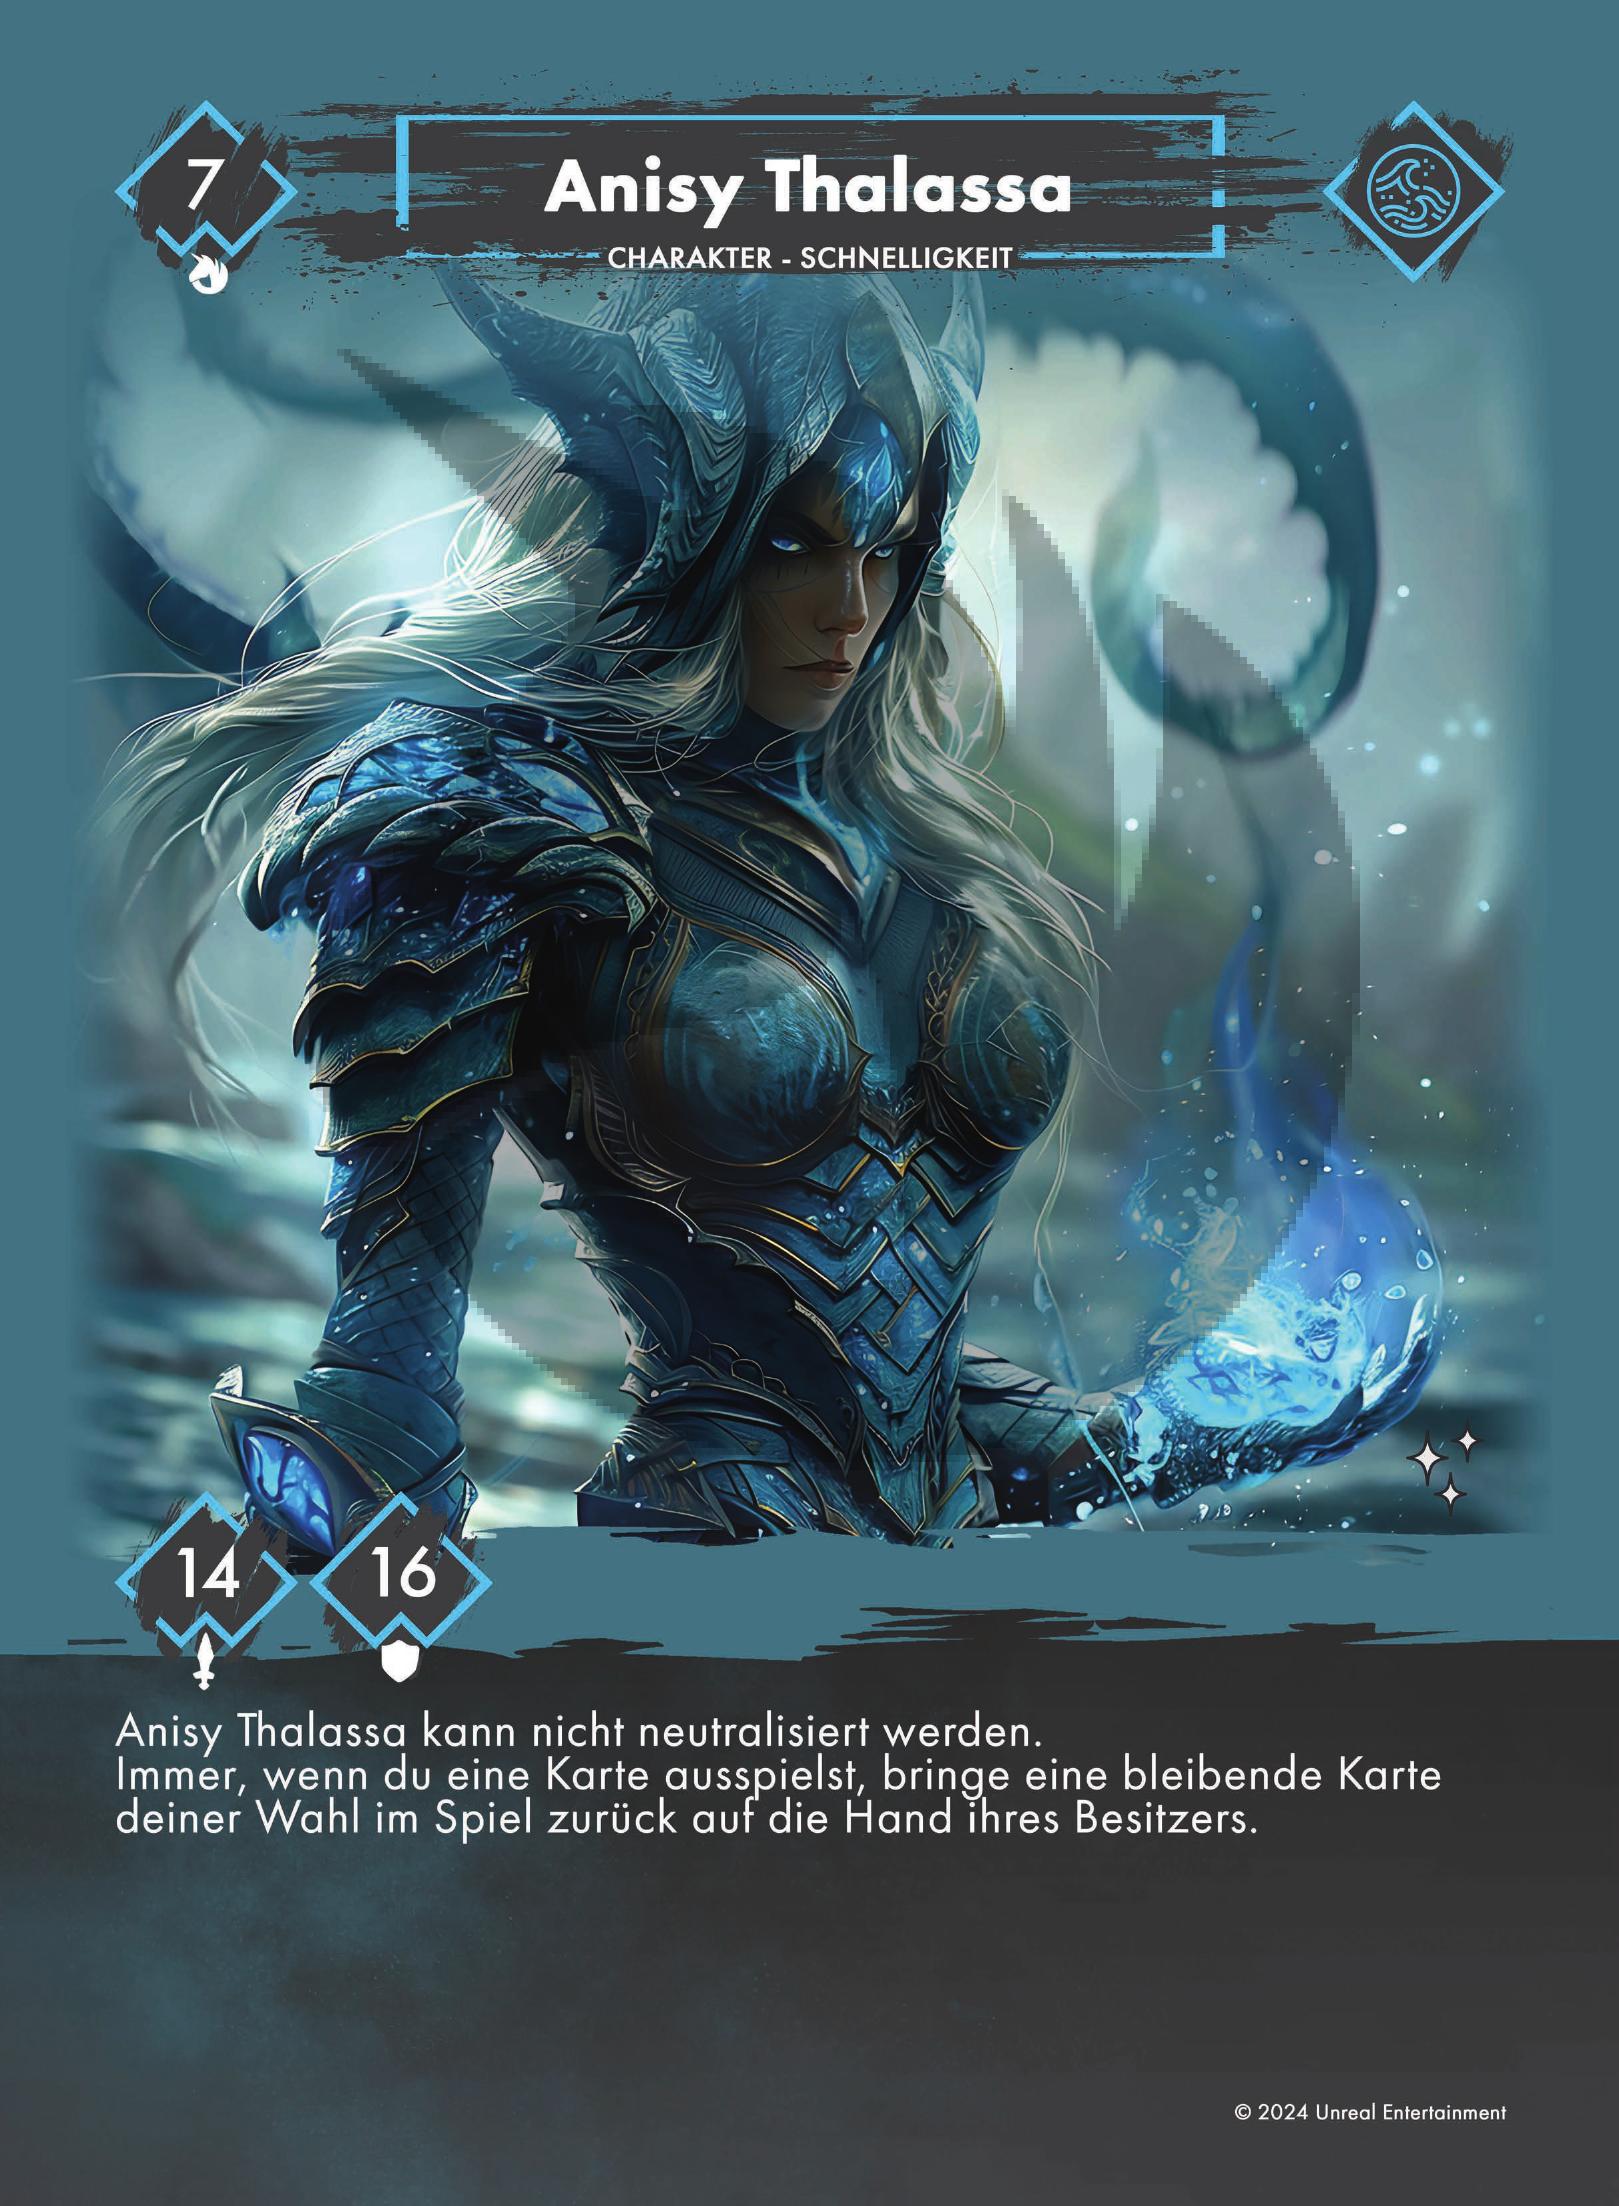 7
Anisy Thalassa
CHARAKTER - SCHNELLIGKEIT
14 16
Anisy Thalassa kann nicht neutralisiert werden.
Immer, wenn du eine Karte ausspielst, bringe eine bleibende Karte
deiner Wahl im Spiel zurück auf die Hand ihres Besitzers.
© 2024 Unreal Entertainment